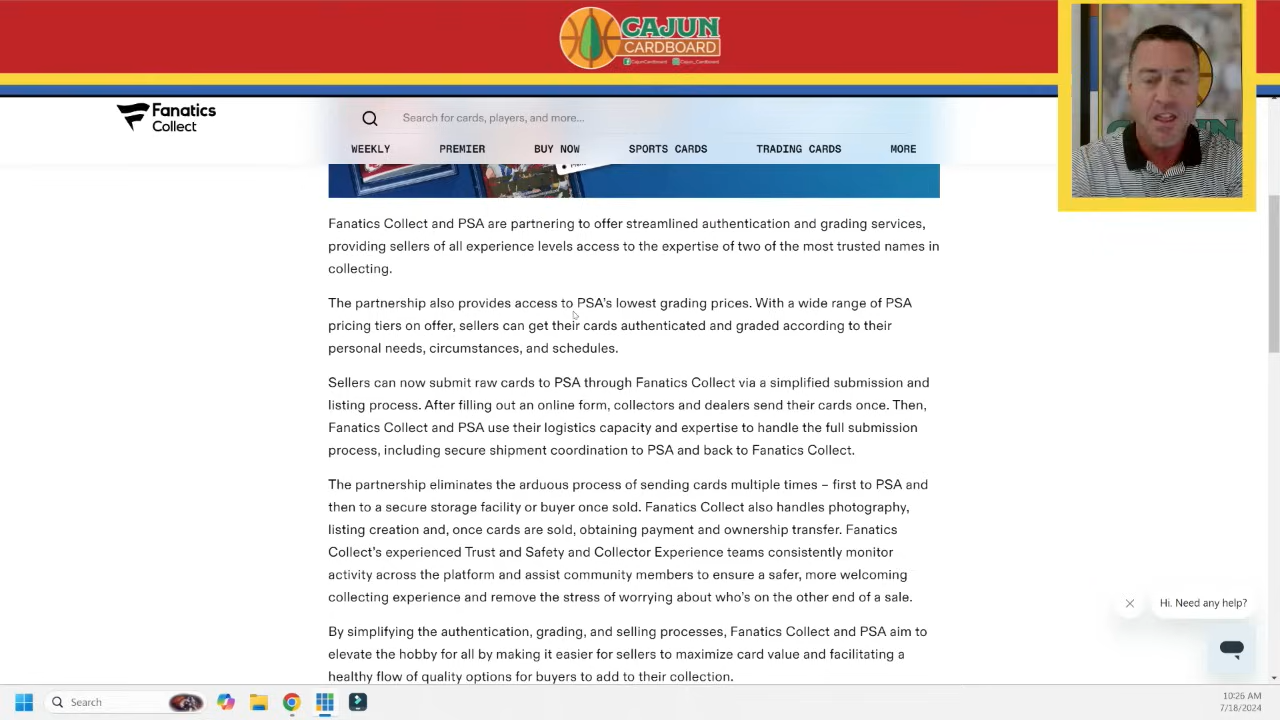 CAJUN
CARDBOARD
CajunCardboard Cajun_Cardboard
Fanatics
Collect
Search for cards, players, and more...
WEEKLY PREMIER BUY NOW SPORTS CARDS TRADING CARDS MORE
Fanatics Collect and PSA are partnering to offer streamlined authentication and grading services,
providing sellers of all experience levels access to the expertise of two of the most trusted names in
collecting.
The partnership also provides access to PSA's lowest grading prices. With a wide range of PSA
pricing tiers on offer, sellers can get their cards authenticated and graded according to their
personal needs, circumstances, and schedules.
Sellers can now submit raw cards to PSA through Fanatics Collect via a simplified submission and
listing process. After filling out an online form, collectors and dealers send their cards once. Then,
Fanatics Collect and PSA use their logistics capacity and expertise to handle the full submission
process, including secure shipment coordination to PSA and back to Fanatics Collect.
The partnership eliminates the arduous process of sending cards multiple times – first to PSA and
then to a secure storage facility or buyer once sold. Fanatics Collect also handles photography,
listing creation and, once cards are sold, obtaining payment and ownership transfer. Fanatics
Collect's experienced Trust and Safety and Collector Experience teams consistently monitor
activity across the platform and assist community members to ensure a safer, more welcoming
collecting experience and remove the stress of worrying about who's on the other end of a sale.
By simplifying the authentication, grading, and selling processes, Fanatics Collect and PSA aim to
elevate the hobby for all by making it easier for sellers to maximize card value and facilitating a
healthy flow of quality options for buyers to add to their collection.
Hi. Need any help?
Search
10:26 AM
7/18/2024